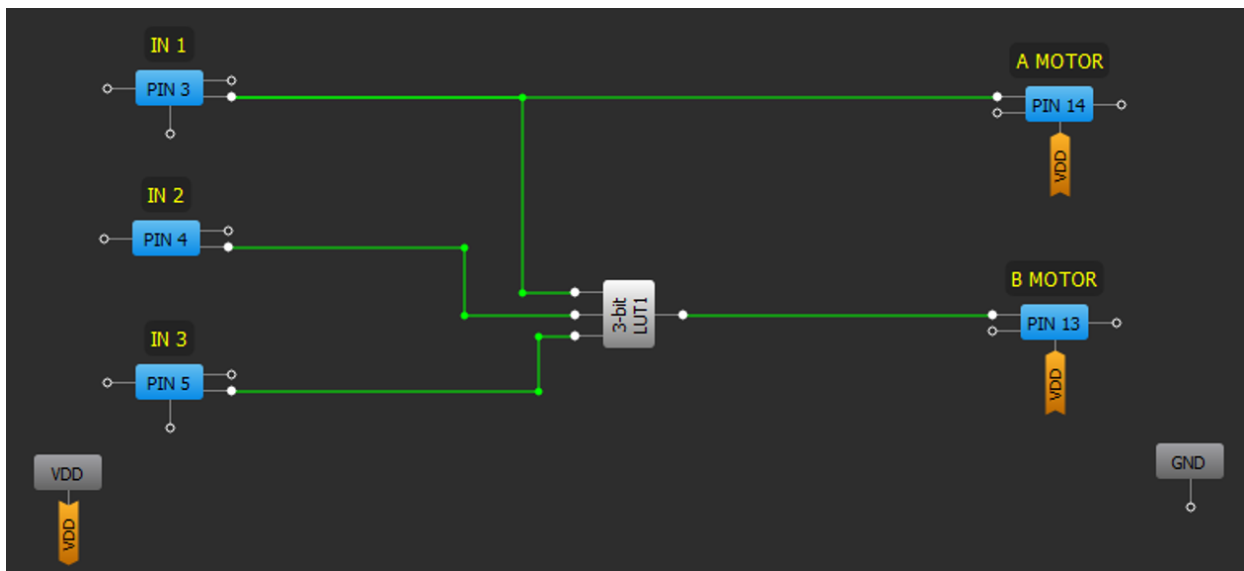 IN 1
PIN 3
A MOTOR
PIN 14
VDD
IN 2
PIN 4
B MOTOR
3-bit
LUT1
PIN 13
VDD
IN 3
PIN 5
VDD
VDD
GND